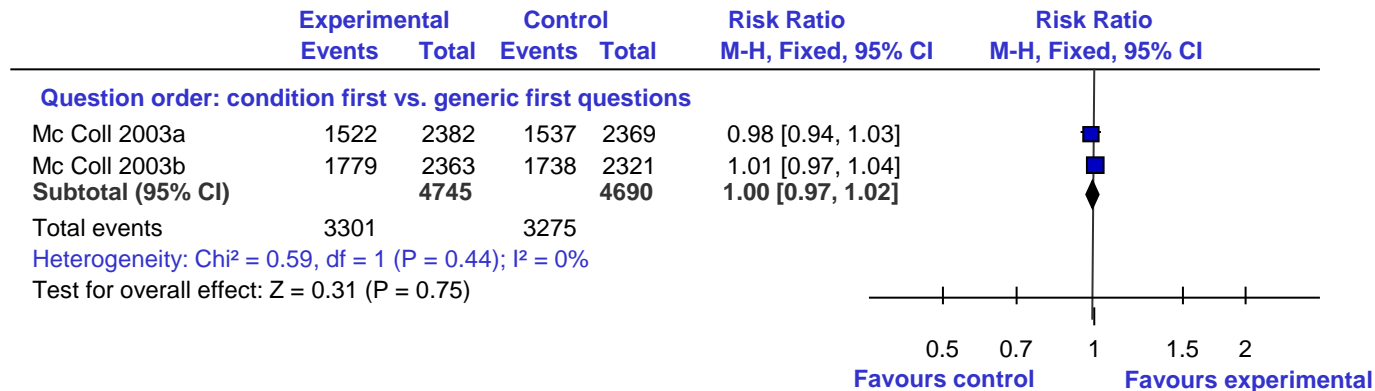 Experimental Control Risk Ratio Risk Ratio
Events Total Events Total M-H, Fixed, 95% CI M-H, Fixed, 95% CI
Question order: condition first vs. generic first questions
Mc Coll 2003a 1522 2382 1537 2369 0.98 [0.94, 1.03]
Mc Coll 2003b 1779 2363 1738 2321 1.01 [0.97, 1.04]
Subtotal (95% CI) 4745 4690 1.00 [0.97, 1.02]
Total events 3301 3275
Heterogeneity: Chi² = 0.59, df = 1 (P = 0.44); I² = 0%
Test for overall effect: Z = 0.31 (P = 0.75)
0.5 0.7 1 1.5 2
Favours control Favours experimental